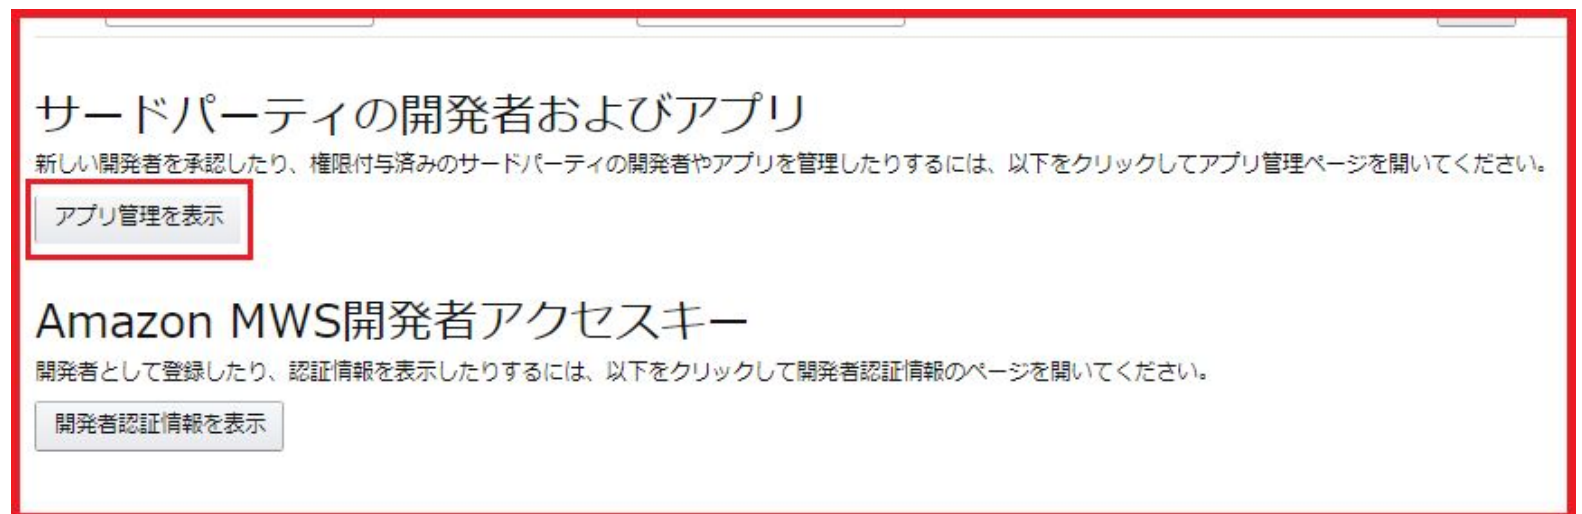 サードパーティの開発者およびアプリ
新しい開発者を承認したり、権限付与済みのサードパーティの開発者やアプリを管理したりするには、以下をクリックしてアプリ管理ページを開いてください。
アプリ管理を表示
Amazon MWS開発者アクセスキー
開発者として登録したり、認証情報を表示したりするには、以下をクリックして開発者認証情報のページを開いてください。
開発者認証情報を表示